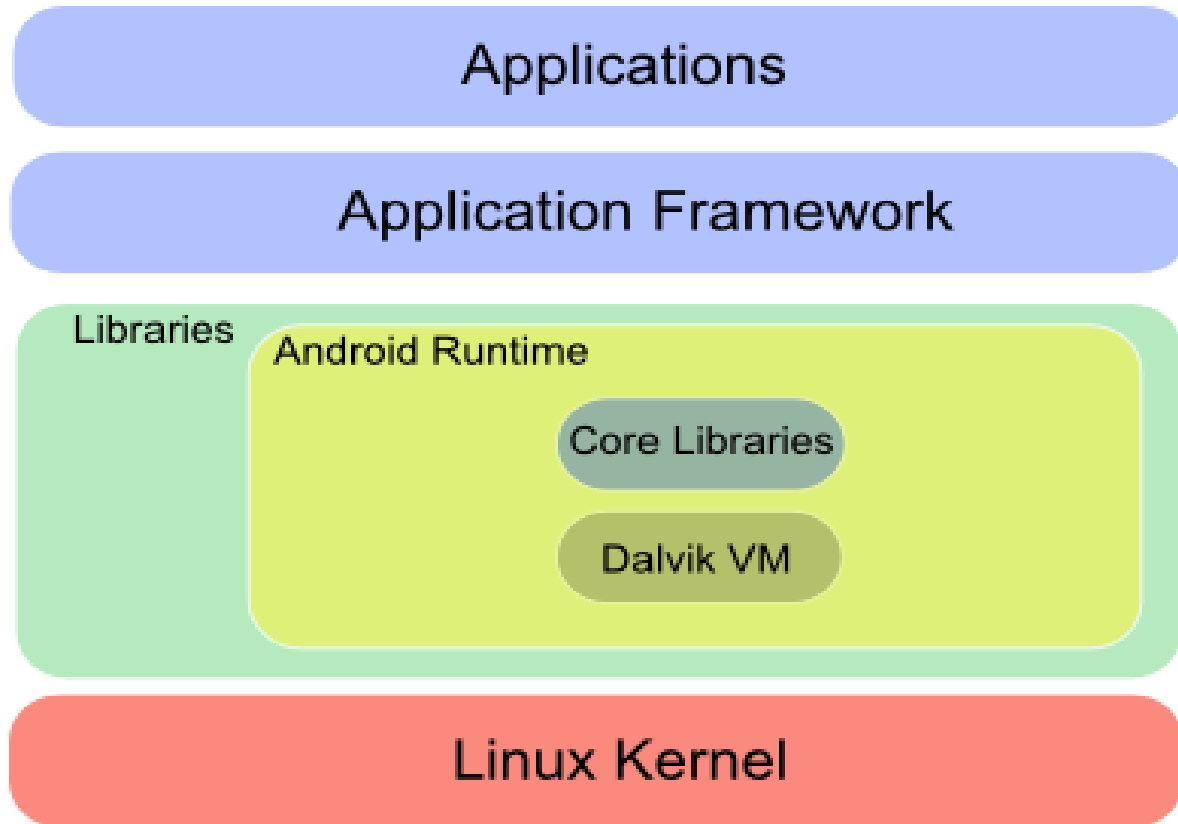 Applications
Application Framework
Libraries
Android Runtime
Core Libraries
Dalvik VM
Linux Kernel